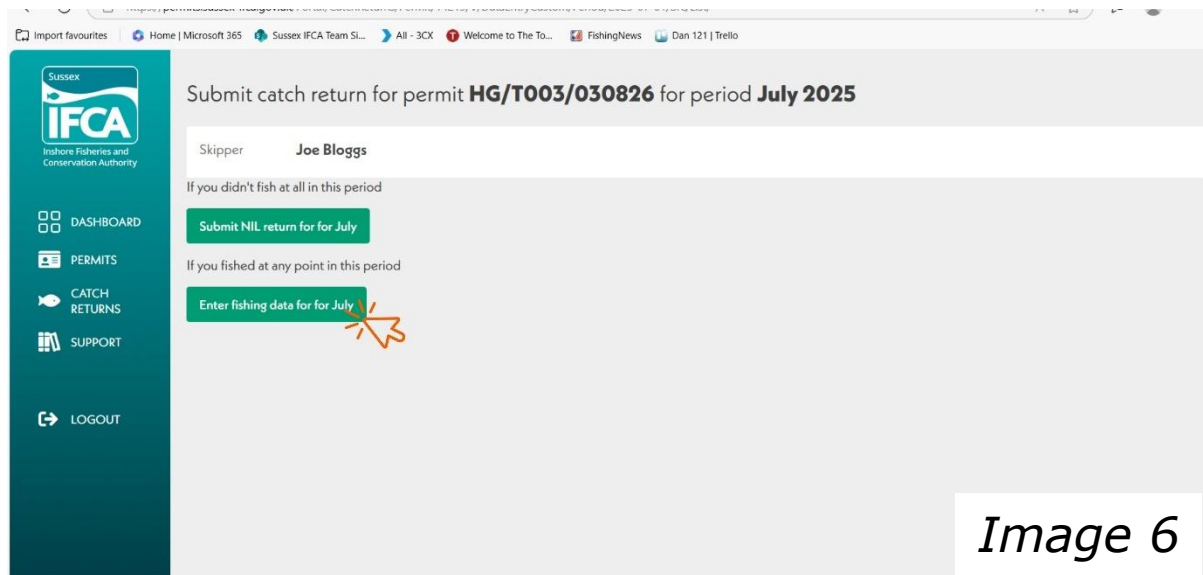 Import favourites
Home | Microsoft 365
Sussex IFCA Team Si...
All - 3CX
Welcome to The To...
FishingNews
Dan 121 | Trello
Sussex
IFCA
Inshore Fisheries and
Conservation Authority
DASHBOARD
PERMITS
CATCH
RETURNS
SUPPORT
LOGOUT
Submit catch return for permit HG/T003/030826 for period July 2025
Skipper Joe Bloggs
If you didn't fish at all in this period
Submit NIL return for for July
If you fished at any point in this period
Enter fishing data for for July
Image 6